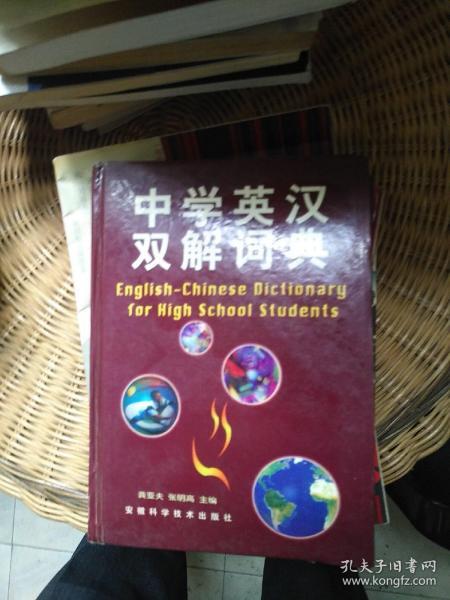 中学英汉
双解词典
English-Chinese Dictionary
for High School Students
龚亚夫 张明高 主编
安徽科学技术出版社
孔夫子旧书网
www.kongfz.com